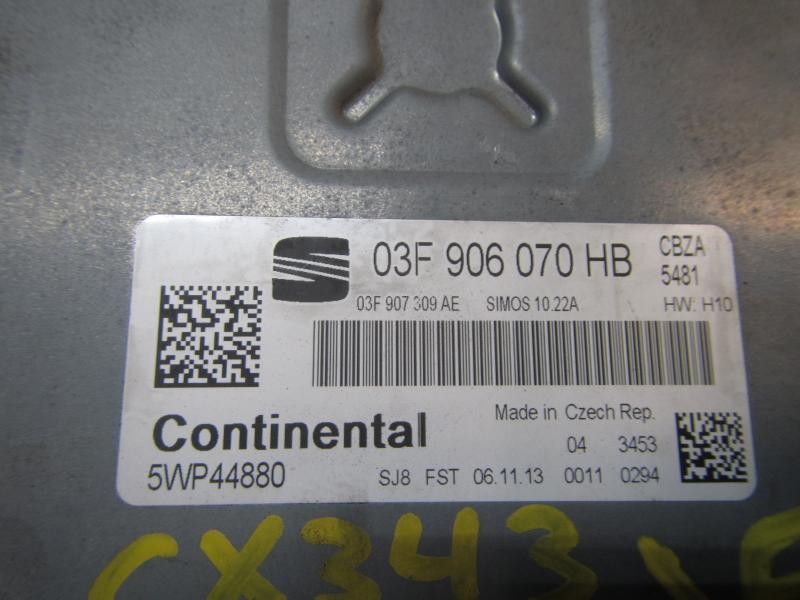 03F 906 070 HB CBZA
5481
03F 907 309 AE SIMOS 10.22A HW: H10
Continental Made in Czech Rep.
04 3453
5WP44880 SJ8 FST 06.11.13 0011 0294
CX343